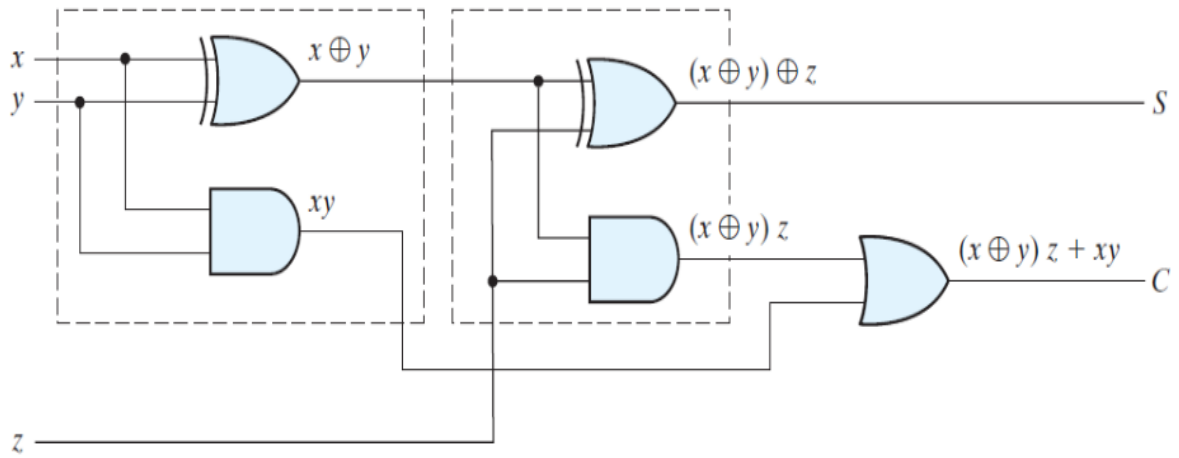 x
x ⊕ y
(x ⊕ y) ⊕ z
y
S
xy
(x ⊕ y) z
(x ⊕ y) z + xy
C
z